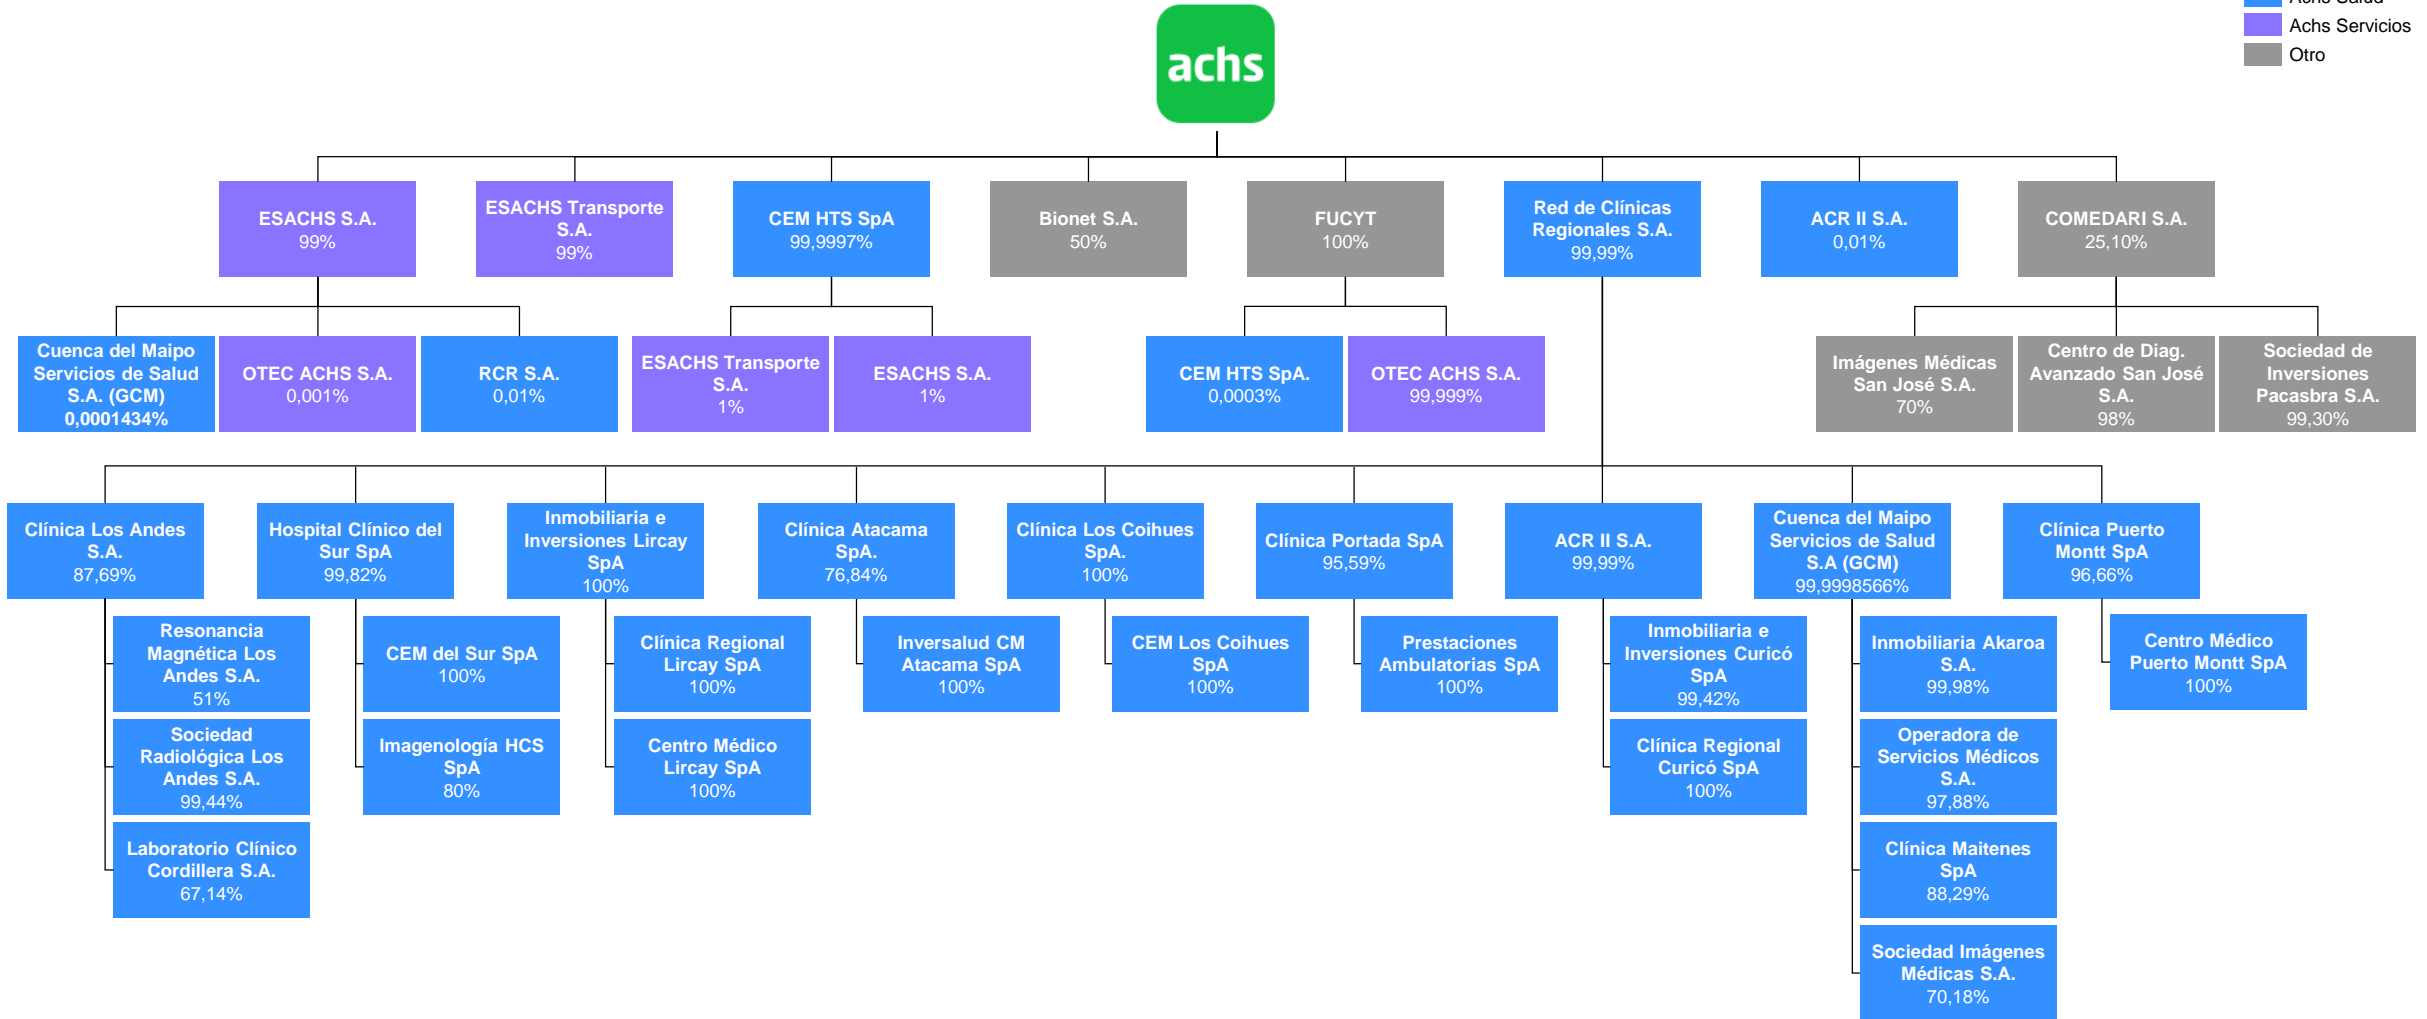 Achs Salud
Achs Servicios
Otro
achs
ESACHS S.A.
99%
ESACHS Transporte
S.A.
99%
CEM HTS SpA
99,9997%
Bionet S.A.
50%
FUCYT
100%
Red de Clínicas
Regionales S.A.
99,99%
ACR II S.A.
0,01%
COMEDARI S.A.
25,10%
Cuenca del Maipo
Servicios de Salud
S.A. (GCM)
0,0001434%
OTEC ACHS S.A.
0,001%
RCR S.A.
0,01%
ESACHS Transporte
S.A.
1%
ESACHS S.A.
1%
CEM HTS SpA.
0,0003%
OTEC ACHS S.A.
99,999%
Imágenes Médicas
San José S.A.
70%
Centro de Diag.
Avanzado San José
S.A.
98%
Sociedad de
Inversiones
Pacasbra S.A.
99,30%
Clínica Los Andes
S.A.
87,69%
Hospital Clínico del
Sur SpA
99,82%
Inmobiliaria e
Inversiones Lircay
SpA
100%
Clínica Atacama
SpA.
76,84%
Clínica Los Coihues
SpA.
100%
Clínica Portada SpA
95,59%
ACR II S.A.
99,99%
Cuenca del Maipo
Servicios de Salud
S.A (GCM)
99,9998566%
Clínica Puerto
Montt SpA
96,66%
Resonancia
Magnética Los
Andes S.A.
51%
CEM del Sur SpA
100%
Clínica Regional
Lircay SpA
100%
Inversalud CM
Atacama SpA
100%
CEM Los Coihues
SpA
100%
Prestaciones
Ambulatorias SpA
100%
Inmobiliaria e
Inversiones Curicó
SpA
99,42%
Inmobiliaria Akaroa
S.A.
99,98%
Centro Médico
Puerto Montt SpA
100%
Sociedad
Radiológica Los
Andes S.A.
99,44%
Imagenología HCS
SpA
80%
Centro Médico
Lircay SpA
100%
Clínica Regional
Curicó SpA
100%
Operadora de
Servicios Médicos
S.A.
97,88%
Laboratorio Clínico
Cordillera S.A.
67,14%
Clínica Maitenes
SpA
88,29%
Sociedad Imágenes
Médicas S.A.
70,18%